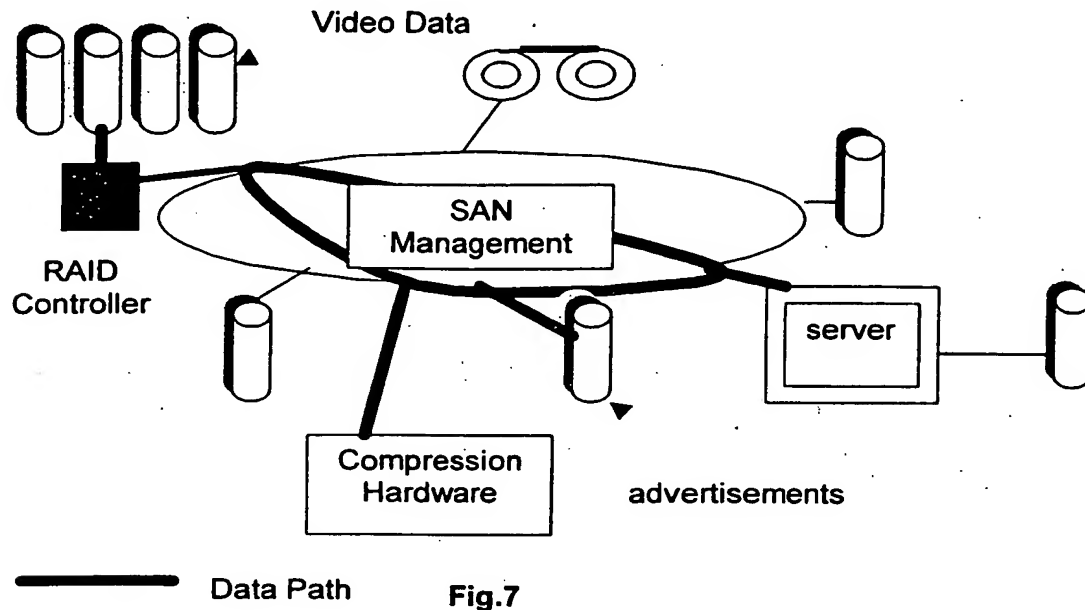 Video Data
SAN
Management
RAID
Controller
server
Compression
Hardware
advertisements
Data Path
Fig.7